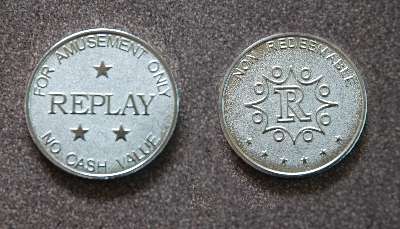 FOR AMUSEMENT ONLY
REPLAY
NO CASH VALUE
NON REDEEMABLE
R